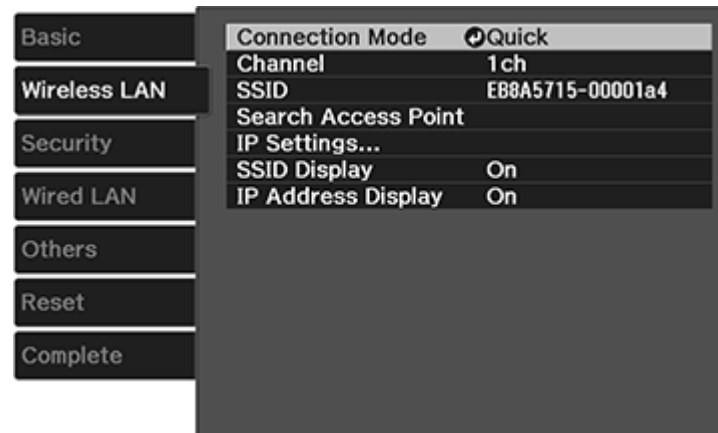 Basic
Wireless LAN
Security
Wired LAN
Others
Reset
Complete
Connection Mode Quick
Channel 1ch
SSID EB8A5715-00001a4
Search Access Point
IP Settings...
SSID Display On
IP Address Display On